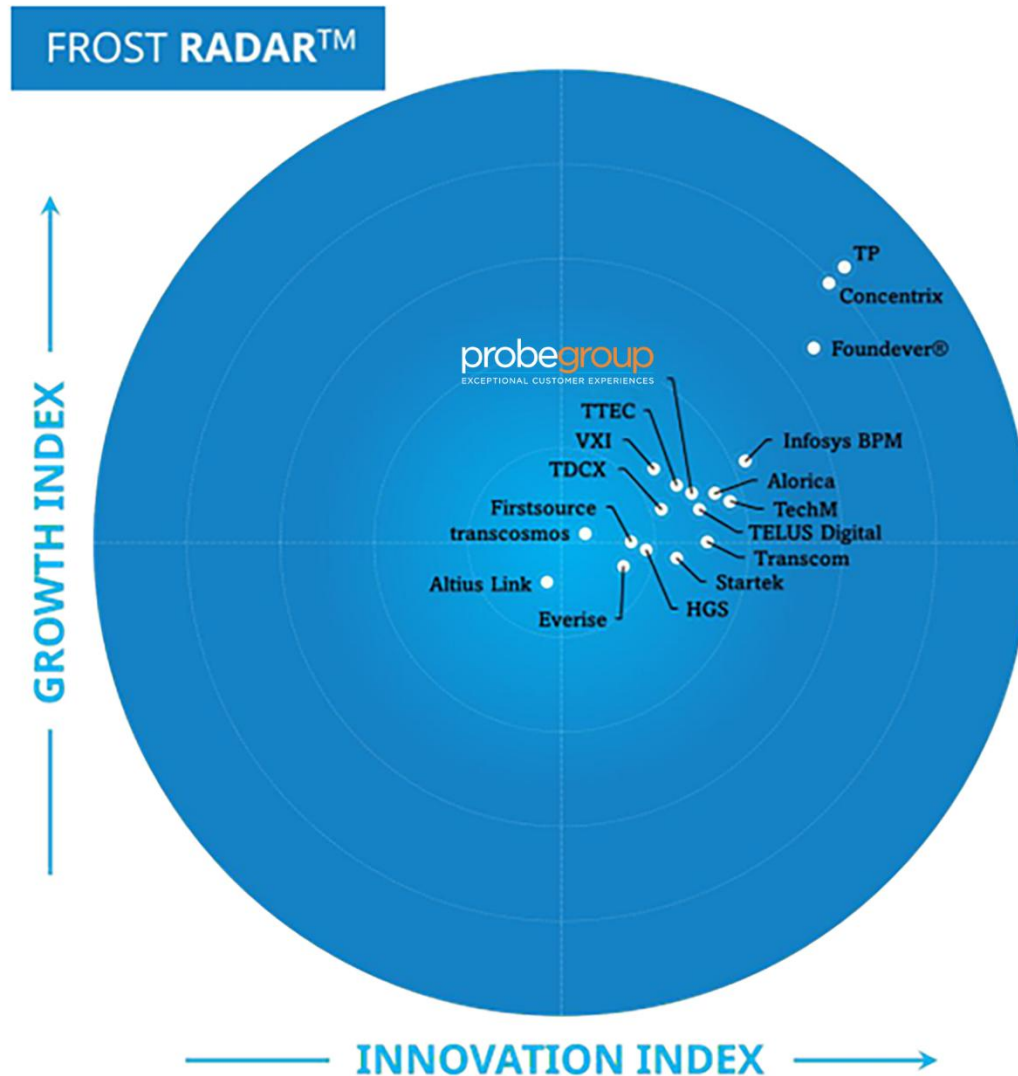 FROST RADAR™
TP
Concentrix
Foundever®
probegroup
EXCEPTIONAL CUSTOMER EXPERIENCES
TTEC
VXI
TDCX
Infosys BPM
Alorica
TechM
Firstsource
TELUS Digital
transcosmos
Transcom
Startek
Altius Link
HGS
Everise
GROWTH INDEX
INNOVATION INDEX